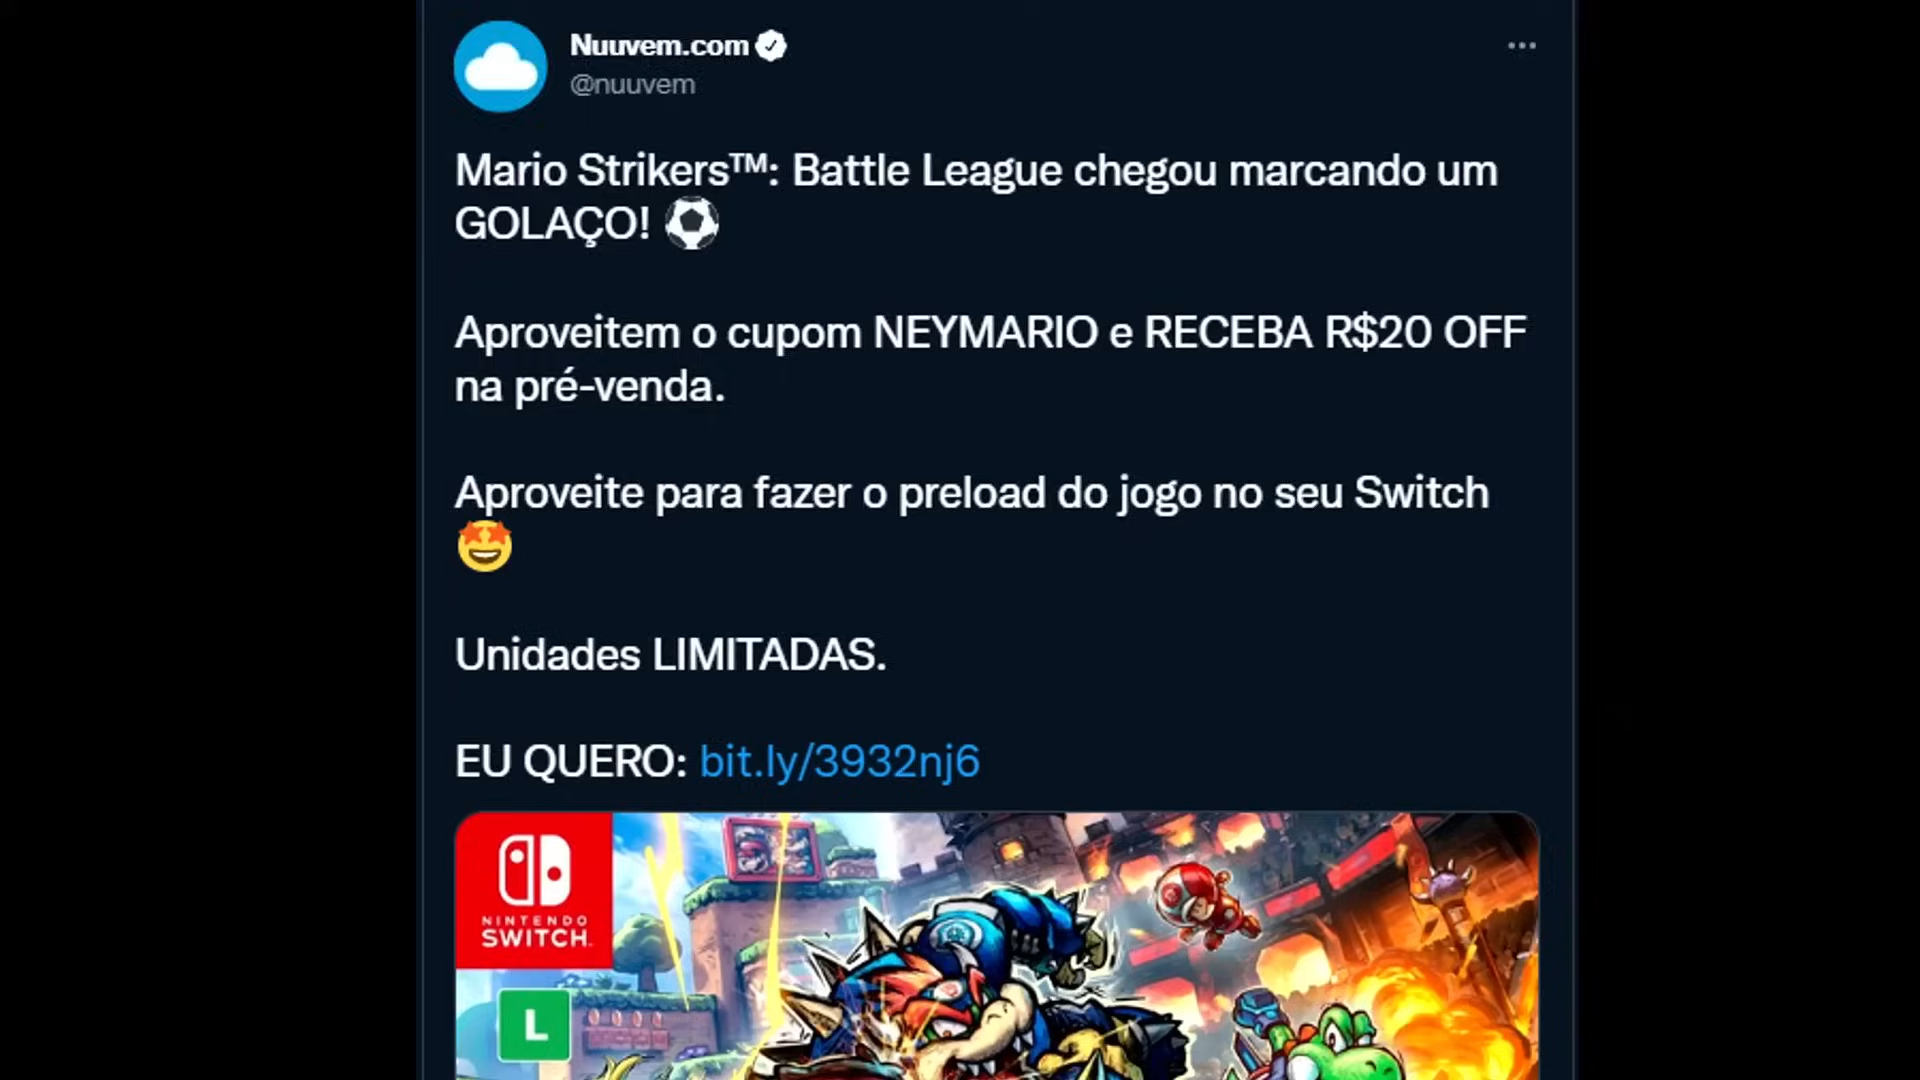 Nuuvem.com
@nuuvem
Mario Strikers™: Battle League chegou marcando um
GOLAÇO! ⚽
Aproveitem o cupom NEYMARIO e RECEBA R$20 OFF
na pré-venda.
Aproveite para fazer o preload do jogo no seu Switch
🤩
Unidades LIMITADAS.
EU QUERO: bit.ly/3932nj6
NINTENDO
SWITCH
L